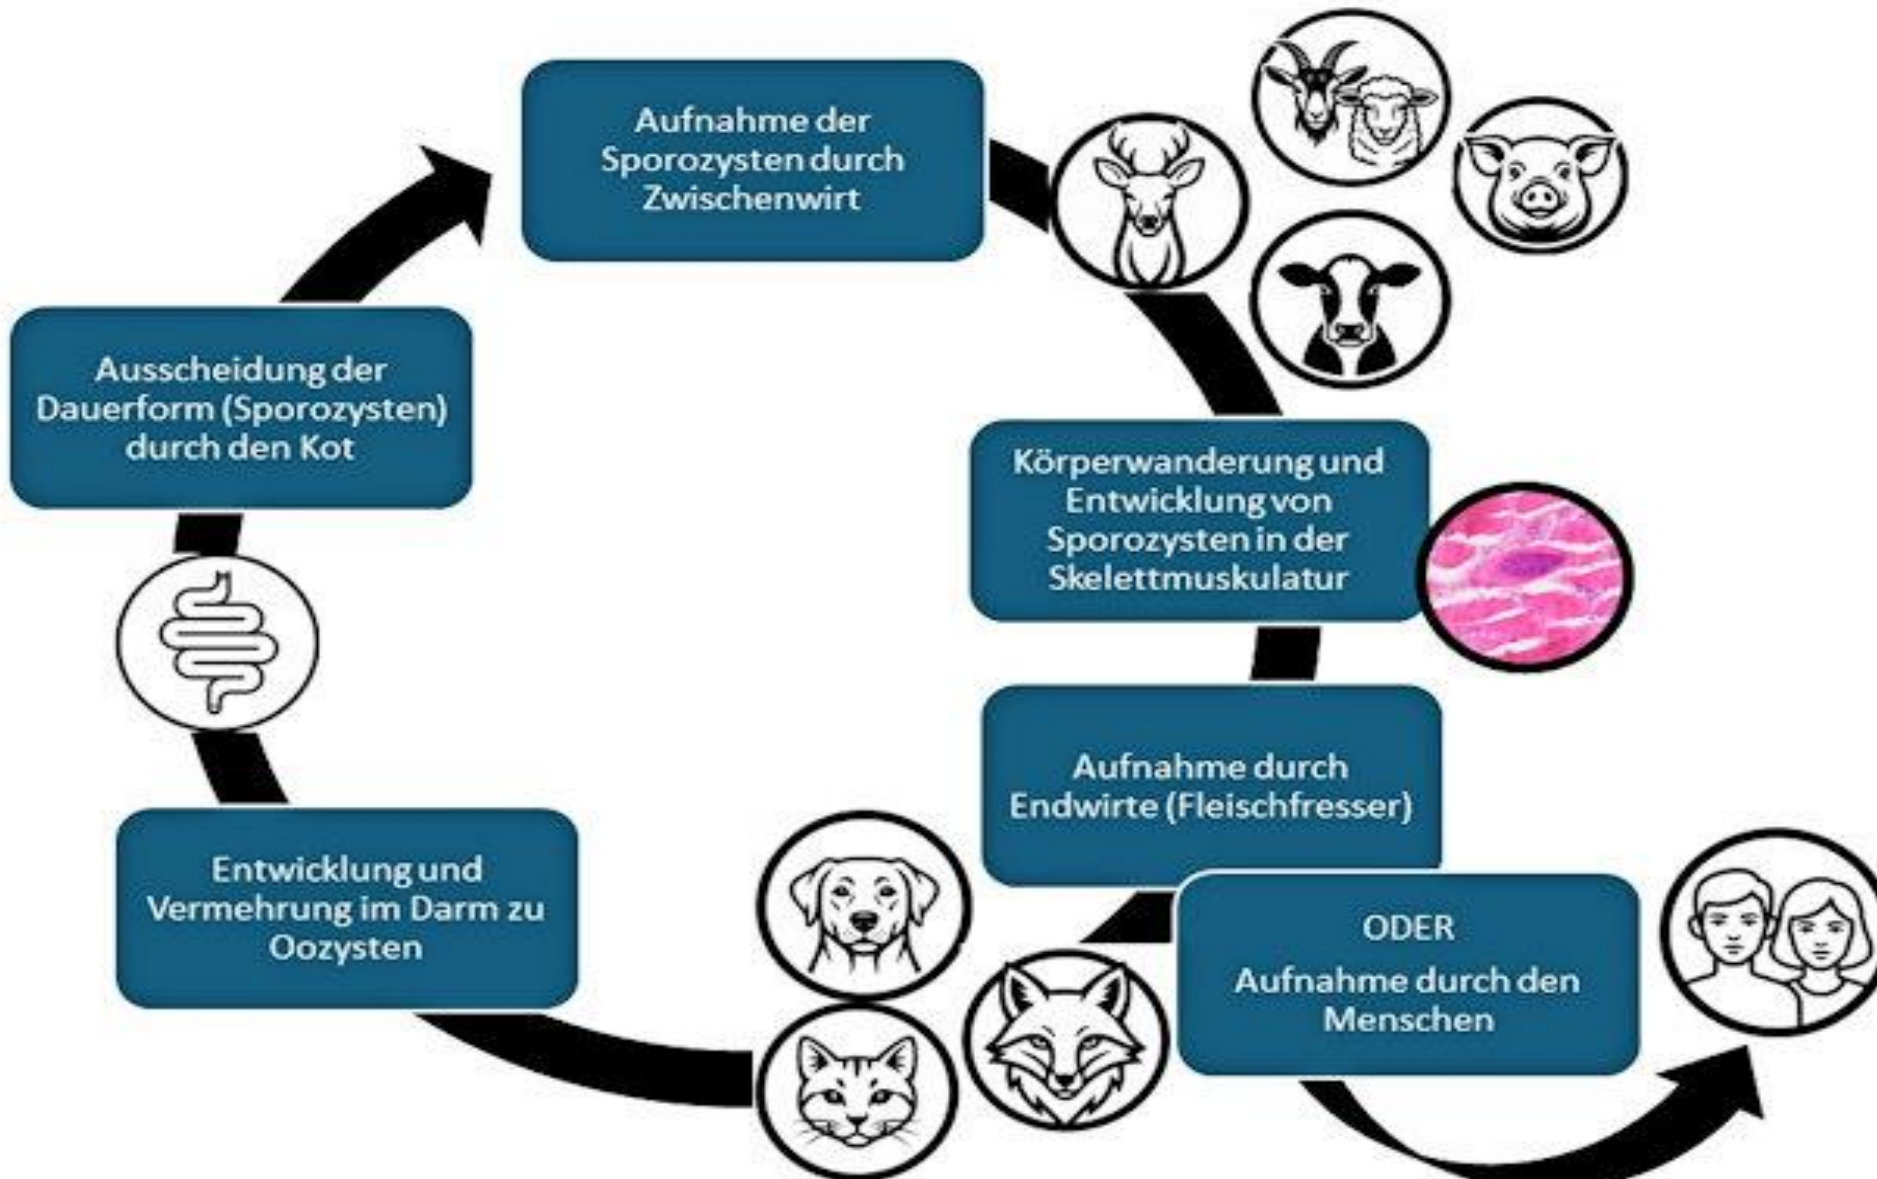 Aufnahme der
Sporozysten durch
Zwischenwirt
Körperwanderung und
Entwicklung von
Sporozysten in der
Skelettmuskulatur
Aufnahme durch
Endwirte (Fleischfresser)
ODER
Aufnahme durch den
Menschen
Entwicklung und
Vermehrung im Darm zu
Oozysten
Ausscheidung der
Dauerform (Sporozysten)
durch den Kot